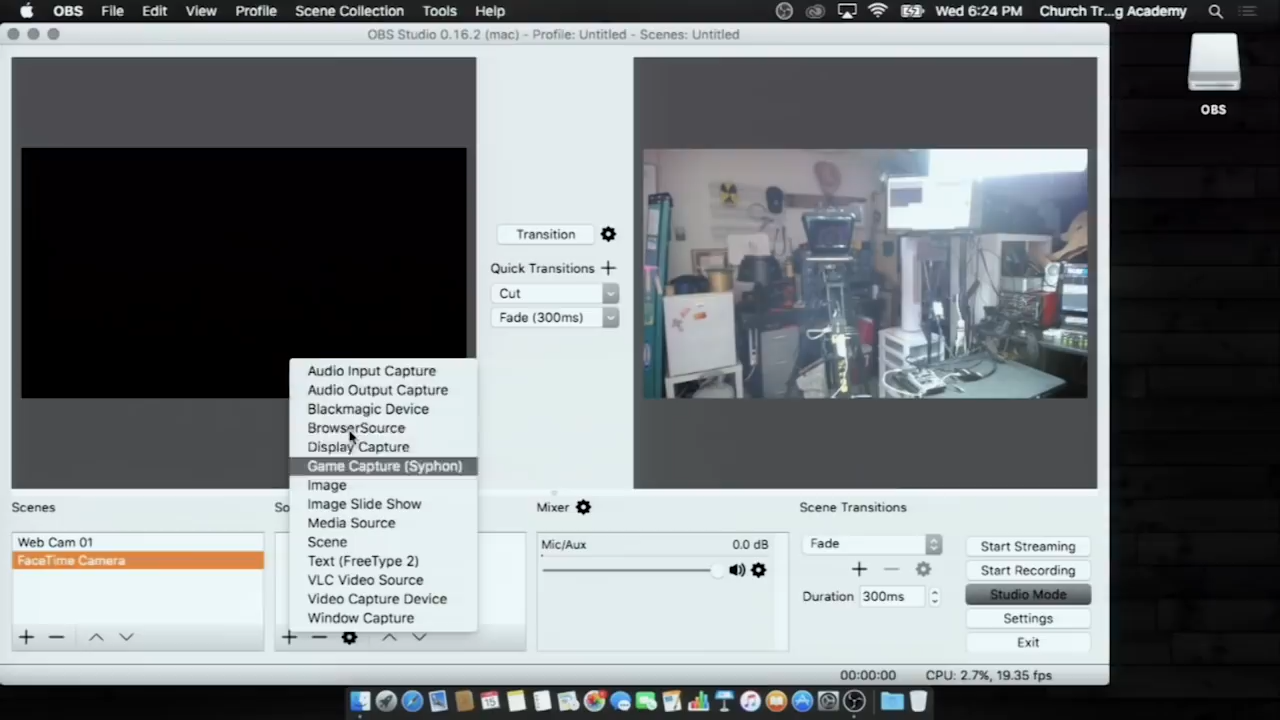 OBS File Edit View Profile Scene Collection Tools Help Wed 6:24 PM Church Tr...g Academy
OBS Studio 0.16.2 (mac) - Profile: Untitled - Scenes: Untitled
OBS
Transition
Quick Transitions
Cut
Fade (300ms)
Audio Input Capture
Audio Output Capture
Blackmagic Device
BrowserSource
Display Capture
Game Capture (Syphon)
Image
Image Slide Show
Media Source
Scene
Text (FreeType 2)
VLC Video Source
Video Capture Device
Window Capture
Scenes
Web Cam 01
FaceTime Camera
So
Mixer
Mic/Aux 0.0 dB
Scene Transitions
Fade
Duration 300ms
Start Streaming
Start Recording
Studio Mode
Settings
Exit
00:00:00 CPU: 2.7%, 19.35 fps
15